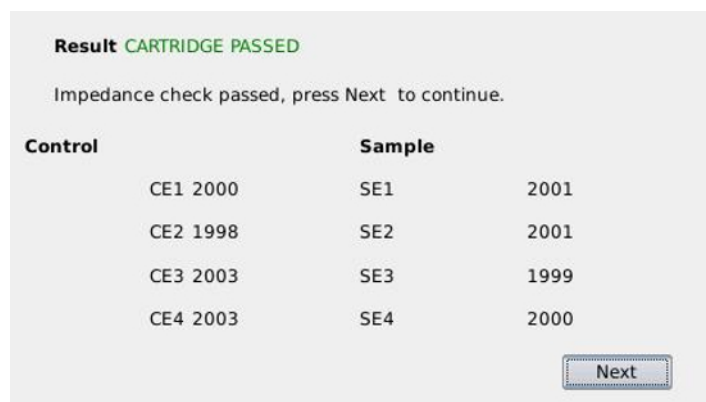 Result CARTRIDGE PASSED
Impedance check passed, press Next to continue.
Control Sample
CE1 2000 SE1 2001
CE2 1998 SE2 2001
CE3 2003 SE3 1999
CE4 2003 SE4 2000
Next